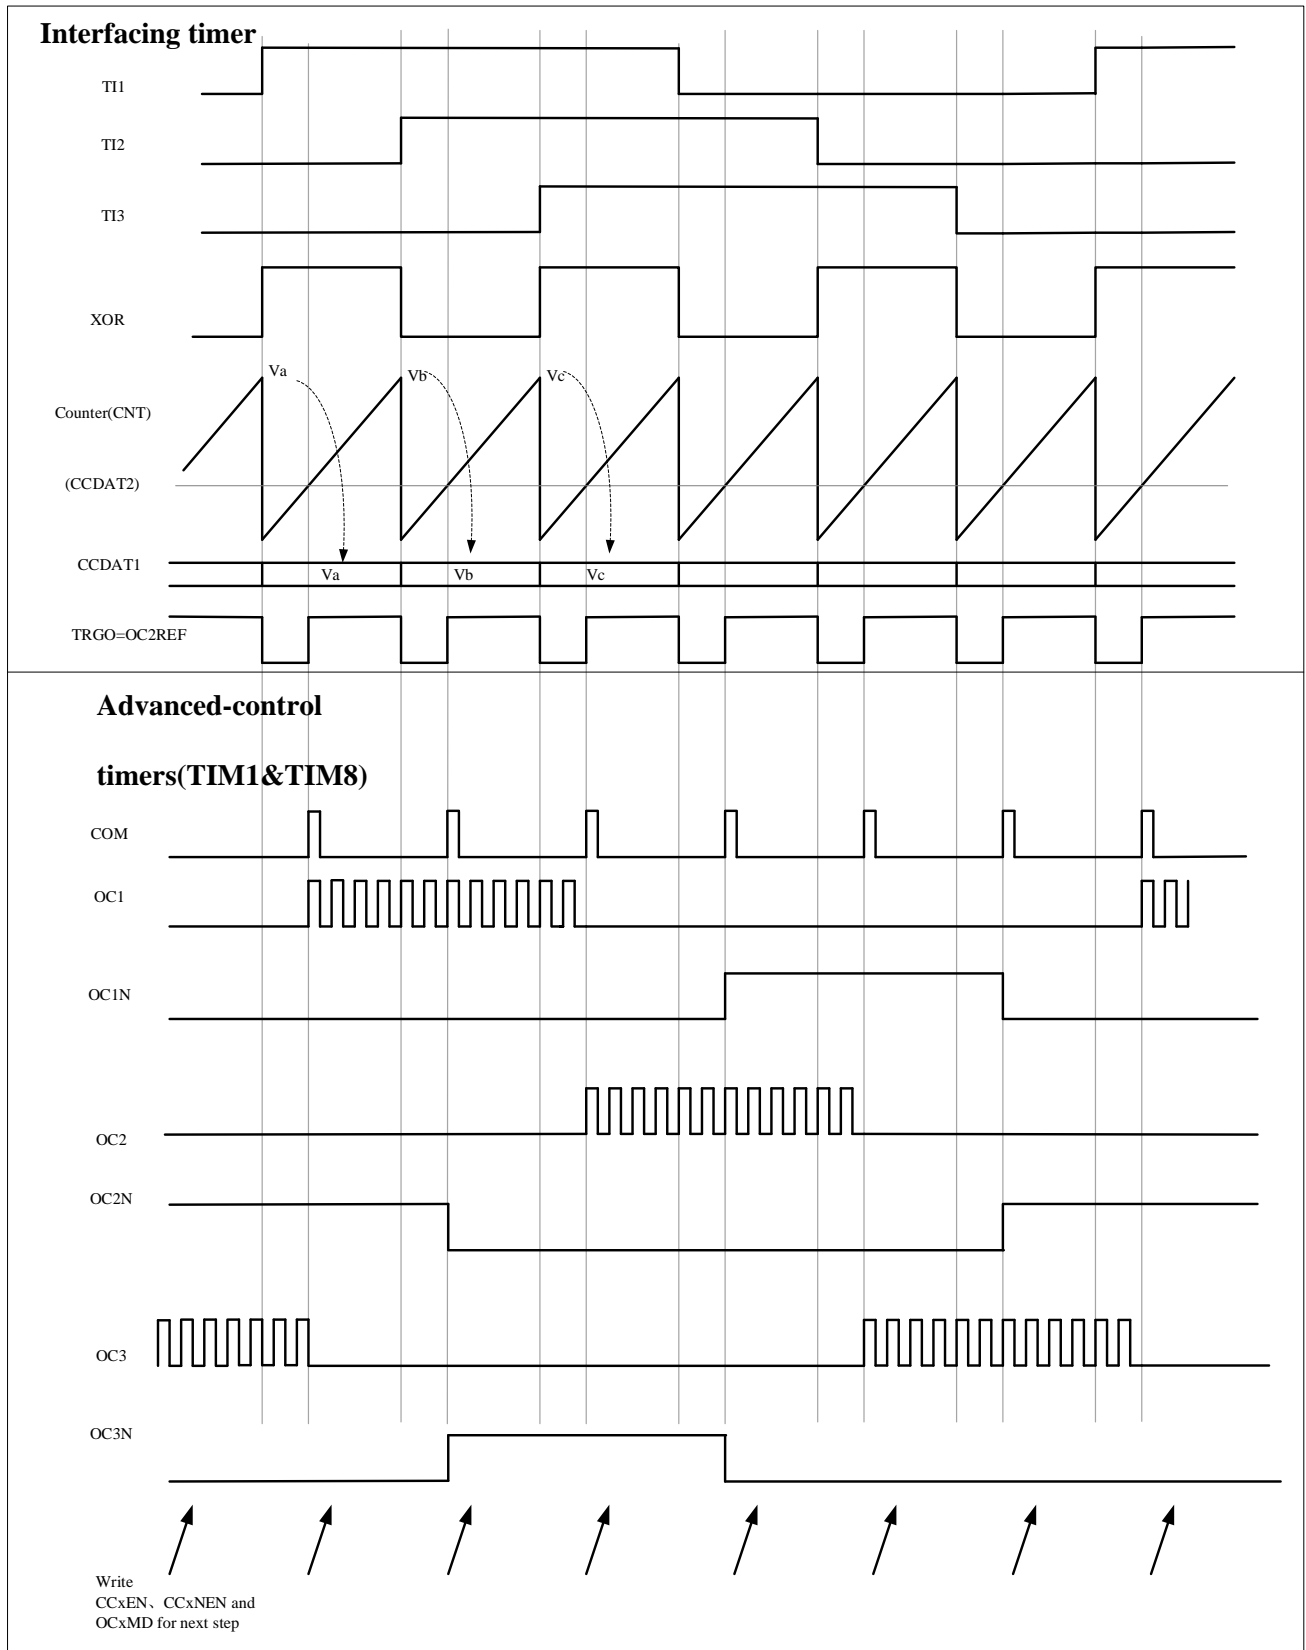 Interfacing timer
TI1
TI2
TI3
XOR
Va
Vb
Vc
Counter(CNT)
(CCDAT2)
CCDAT1
Va
Vb
Vc
TRGO=OC2REF
Advanced-control
timers(TIM1&TIM8)
COM
OC1
OC1N
OC2
OC2N
OC3
OC3N
Write
CCxEN、CCxNEN and
OCxMD for next step